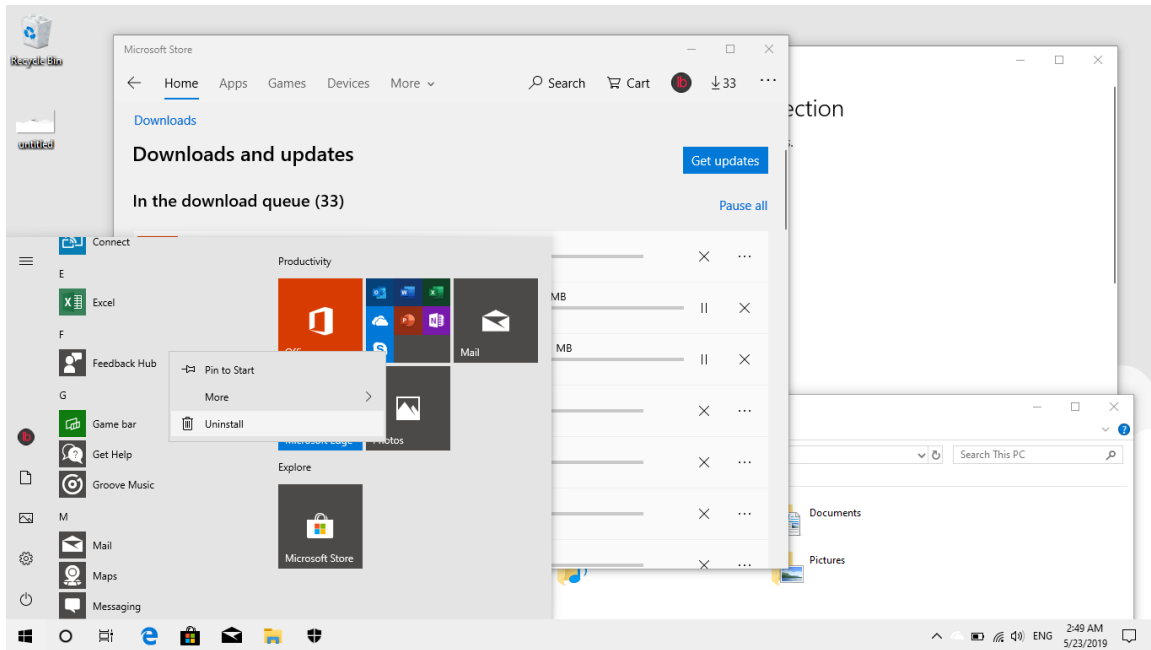 Recycle Bin
untitled
Microsoft Store
Home Apps Games Devices More
Search Cart 33
Downloads
Downloads and updates
Get updates
In the download queue (33)
Pause all
MB
MB
ection
s.
Connect
E
Excel
F
Feedback Hub
G
Game bar
Get Help
Groove Music
M
Mail
Maps
Messaging
Productivity
Mail
Pin to Start
More
Uninstall
Microsoft Edge
Photos
Explore
Microsoft Store
Search This PC
Documents
Pictures
ENG
2:49 AM
5/23/2019